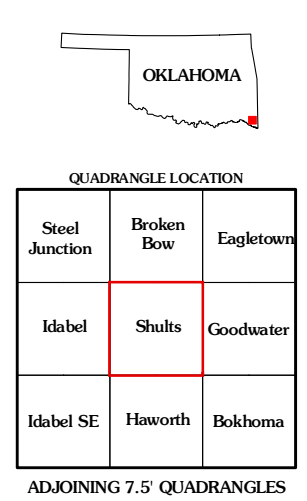 OKLAHOMA
QUADRANGLE LOCATION
Steel
Junction
Broken
Bow
Eagletown
Idabel
Shults
Goodwater
Idabel SE
Haworth
Bokhoma
ADJOINING 7.5' QUADRANGLES